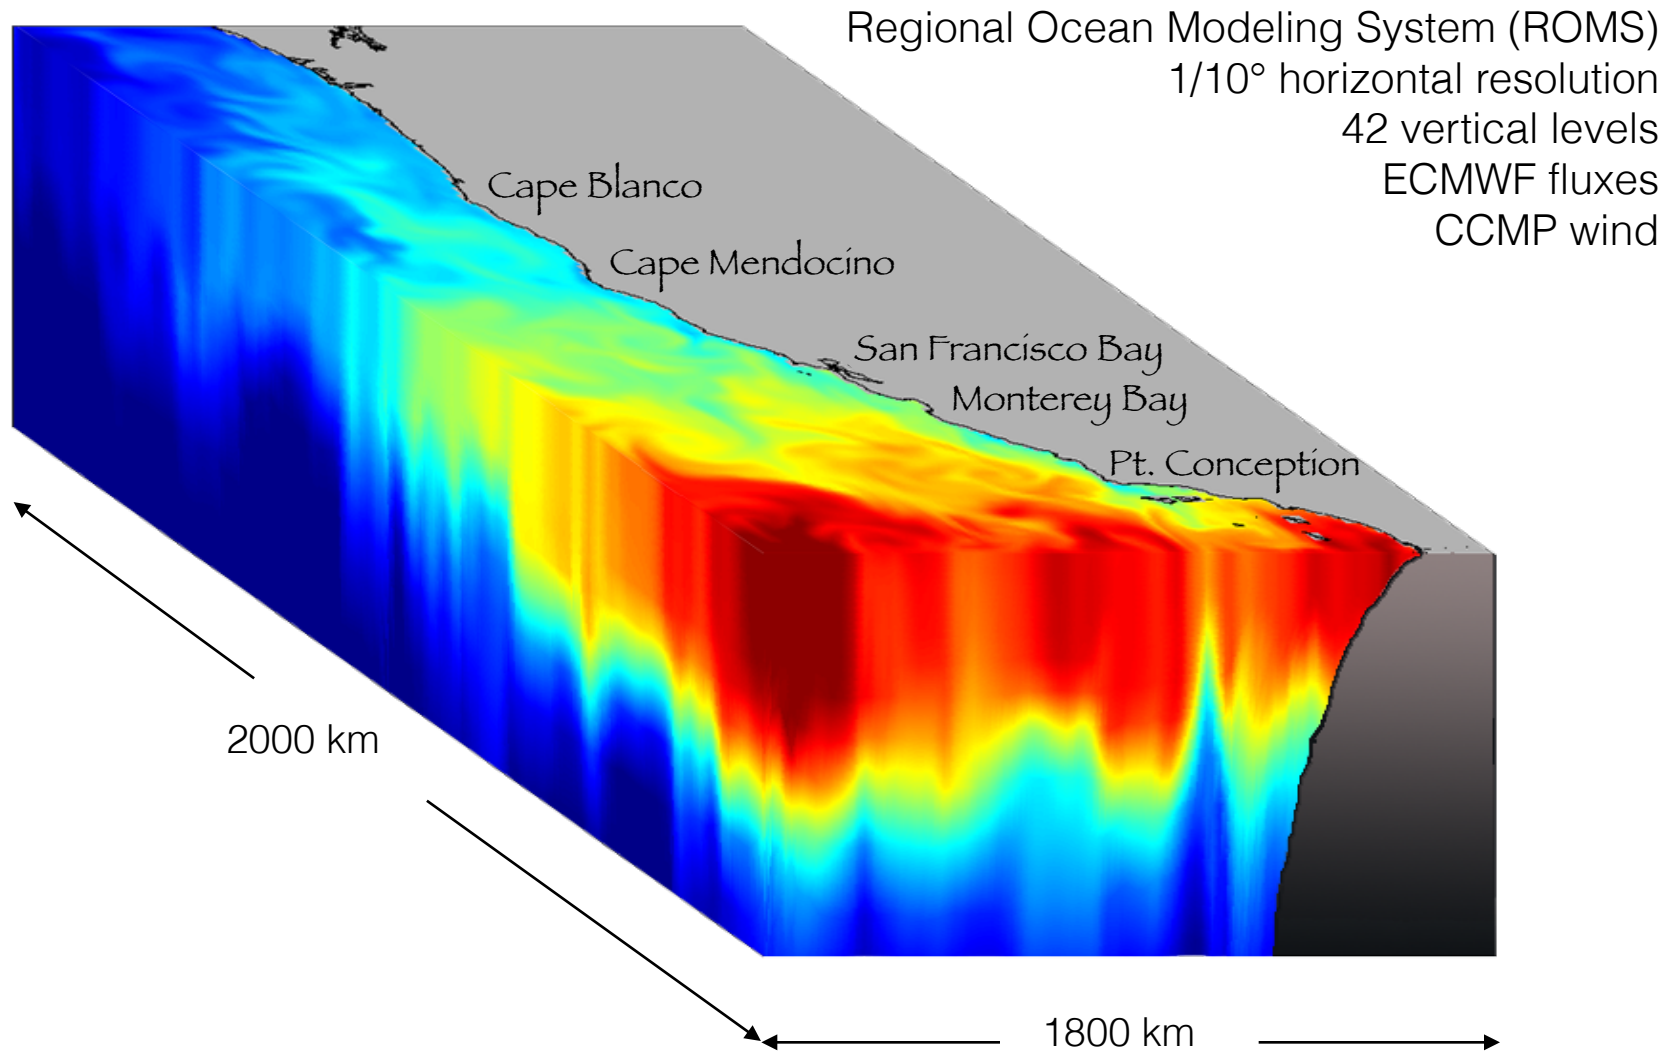 Regional Ocean Modeling System (ROMS)
1/10° horizontal resolution
42 vertical levels
ECMWF fluxes
CCMP wind
Cape Blanco
Cape Mendocino
San Francisco Bay
Monterey Bay
Pt. Conception
2000 km
1800 km